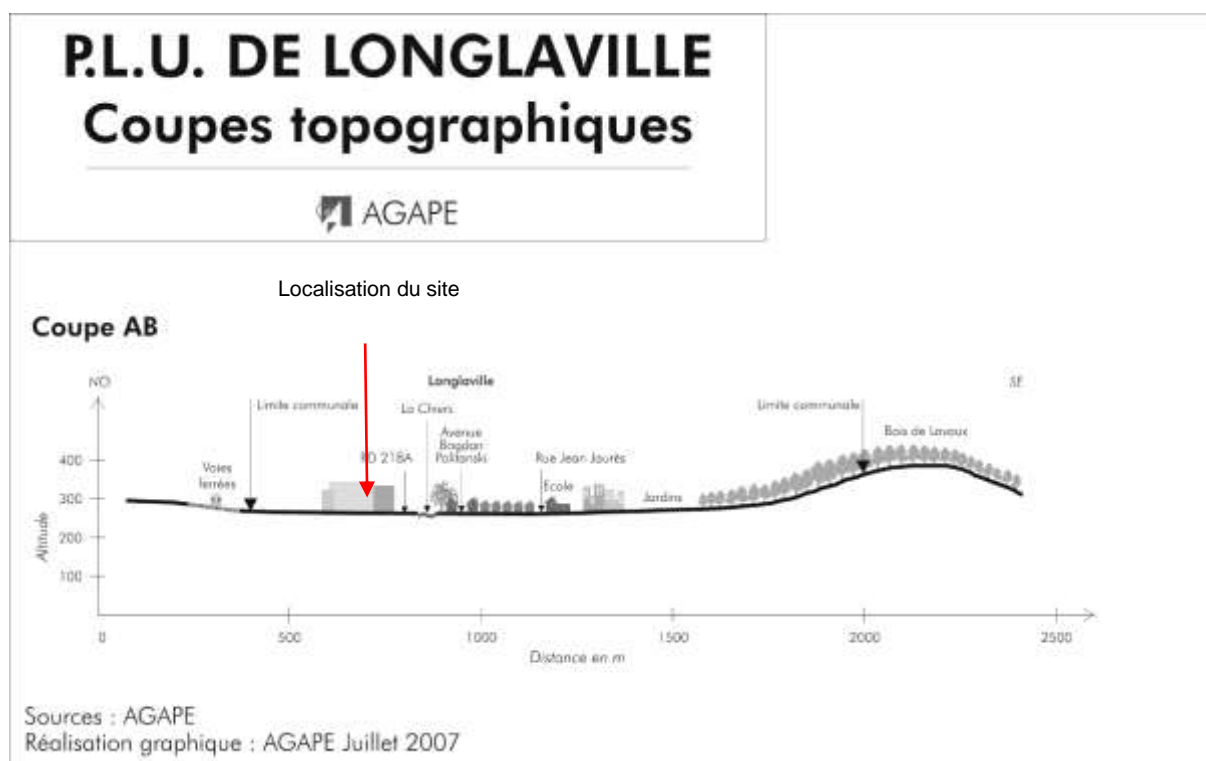 P.L.U. DE LONGLAVILLE
Coupes topographiques
AGAPE
Localisation du site
Coupe AB
NO
Longlaville
SE
Limite communale
La Chiers
Limite communale
Avenue
Bogdan
Politanski
Bois de Lavaux
RD 218A
Rue Jean Jaurès
Voies
ferrées
Ecole
Jardins
400
300
200
100
Altitude
0
500
1000
1500
2000
2500
Distance en m
Sources : AGAPE
Réalisation graphique : AGAPE Juillet 2007